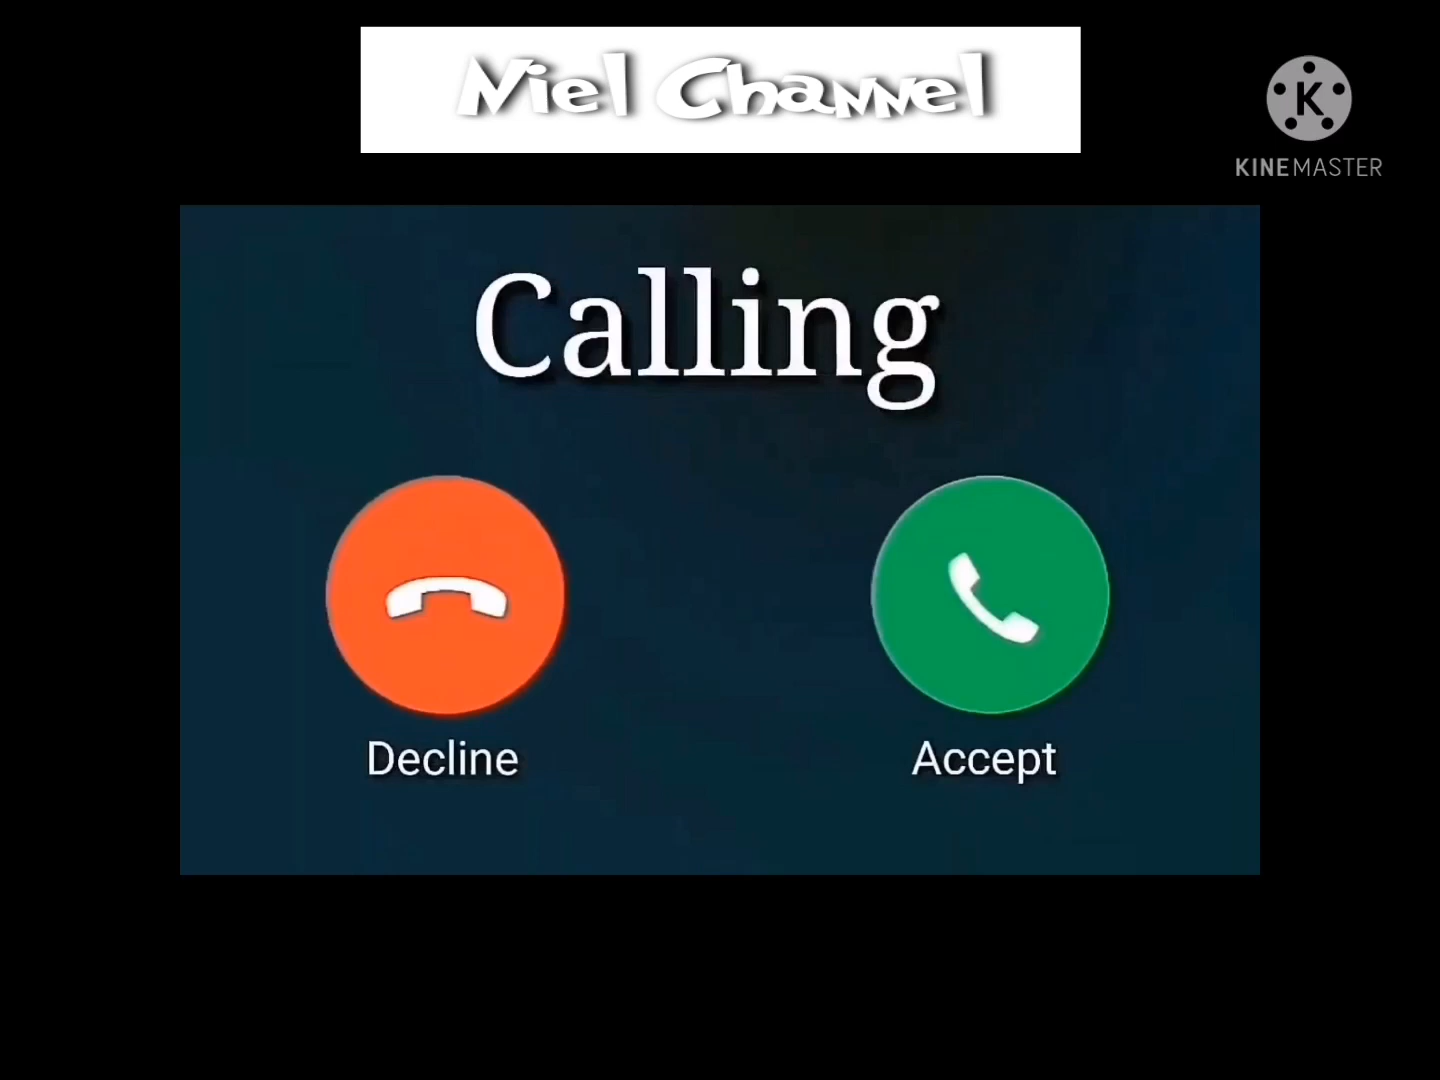 Niel Channel
K
KINEMASTER
Calling
Decline
Accept